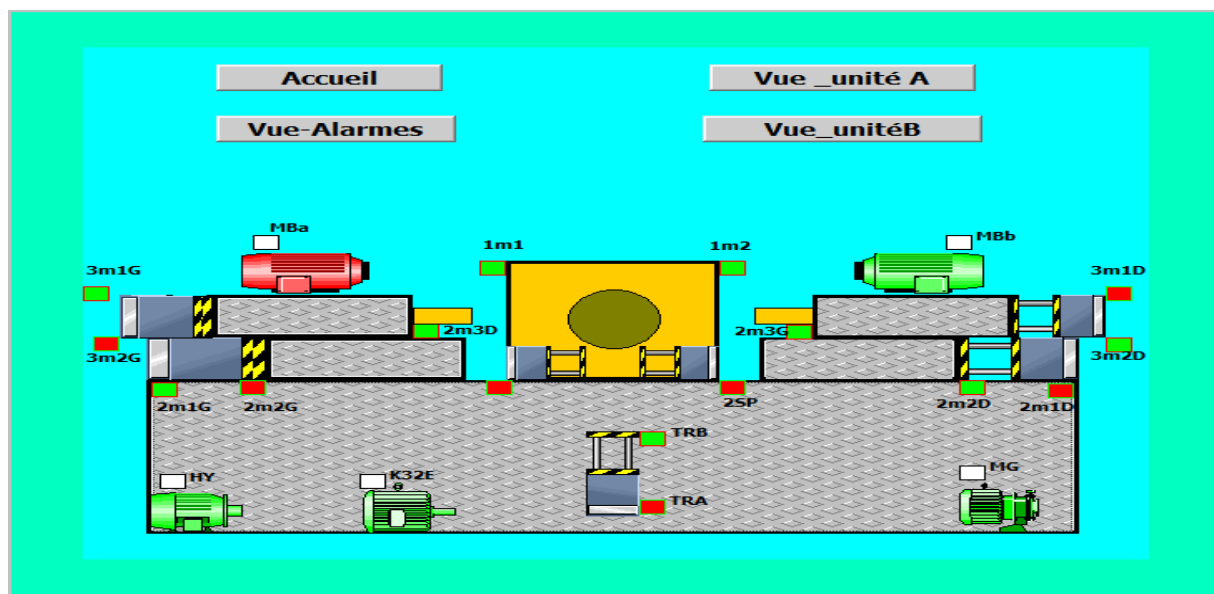 Accueil
Vue _unité A
Vue-Alarmes
Vue_unitéB
MBa
MBb
1m1
1m2
3m1G
3m1D
2m3D
2m3G
3m2G
3m2D
2m1G
2m2G
2SP
2m2D
2m1D
TRB
HY
K32E
MG
TRA